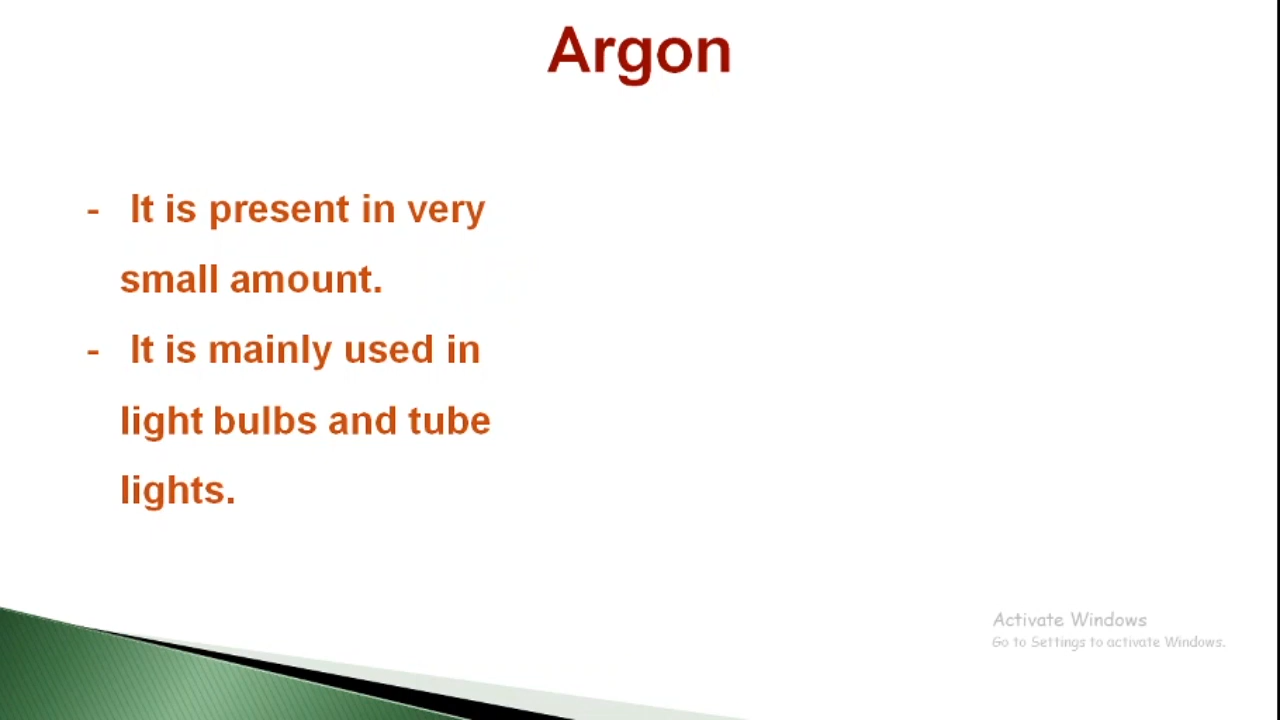 Argon
- It is present in very
small amount.
- It is mainly used in
light bulbs and tube
lights.
Activate Windows
Go to Settings to activate Windows.